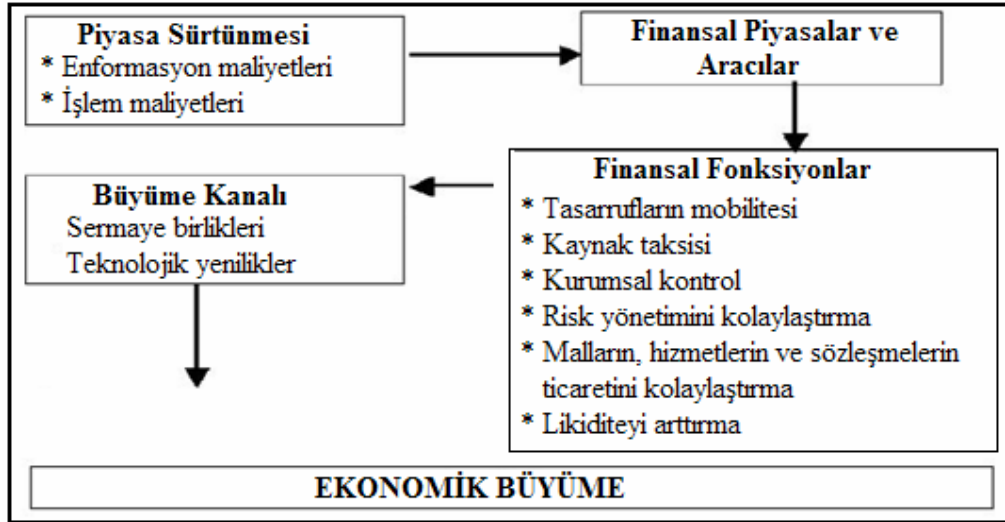 Piyasa Sürtünmesi
* Enformasyon maliyetleri
* İşlem maliyetleri
Finansal Piyasalar ve
Aracılar
Finansal Fonksiyonlar
* Tasarrufların mobilitesi
* Kaynak taksisi
* Kurumsal kontrol
* Risk yönetimini kolaylaştırma
* Malların, hizmetlerin ve sözleşmelerin
ticaretini kolaylaştırma
* Likiditeyi arttırma
Büyüme Kanalı
Sermaye birlikleri
Teknolojik yenilikler
EKONOMİK BÜYÜME